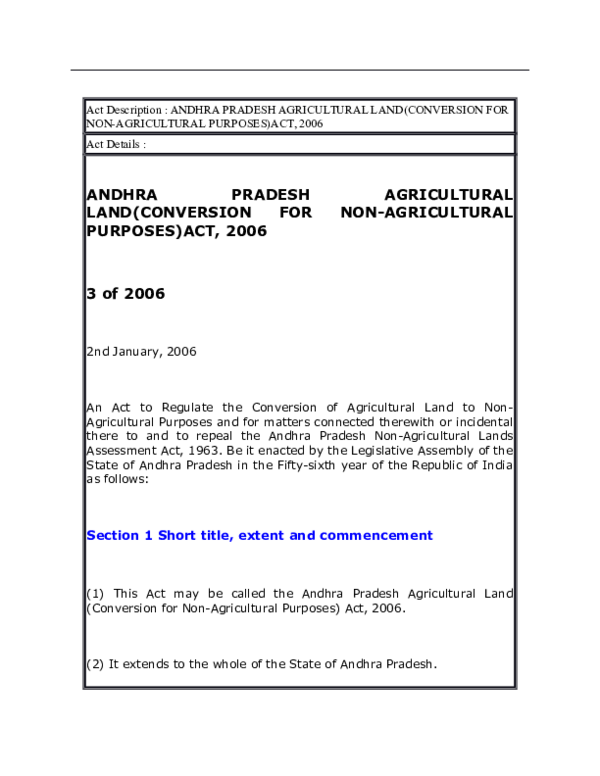 Act Description : ANDHRA PRADESH AGRICULTURAL LAND(CONVERSION FOR
NON-AGRICULTURAL PURPOSES)ACT, 2006
Act Details :
ANDHRA PRADESH AGRICULTURAL
LAND(CONVERSION FOR NON-AGRICULTURAL
PURPOSES)ACT, 2006
3 of 2006
2nd January, 2006
An Act to Regulate the Conversion of Agricultural Land to Non-
Agricultural Purposes and for matters connected therewith or incidental
there to and to repeal the Andhra Pradesh Non-Agricultural Lands
Assessment Act, 1963. Be it enacted by the Legislative Assembly of the
State of Andhra Pradesh in the Fifty-sixth year of the Republic of India
as follows:
Section 1 Short title, extent and commencement
(1) This Act may be called the Andhra Pradesh Agricultural Land
(Conversion for Non-Agricultural Purposes) Act, 2006.
(2) It extends to the whole of the State of Andhra Pradesh.